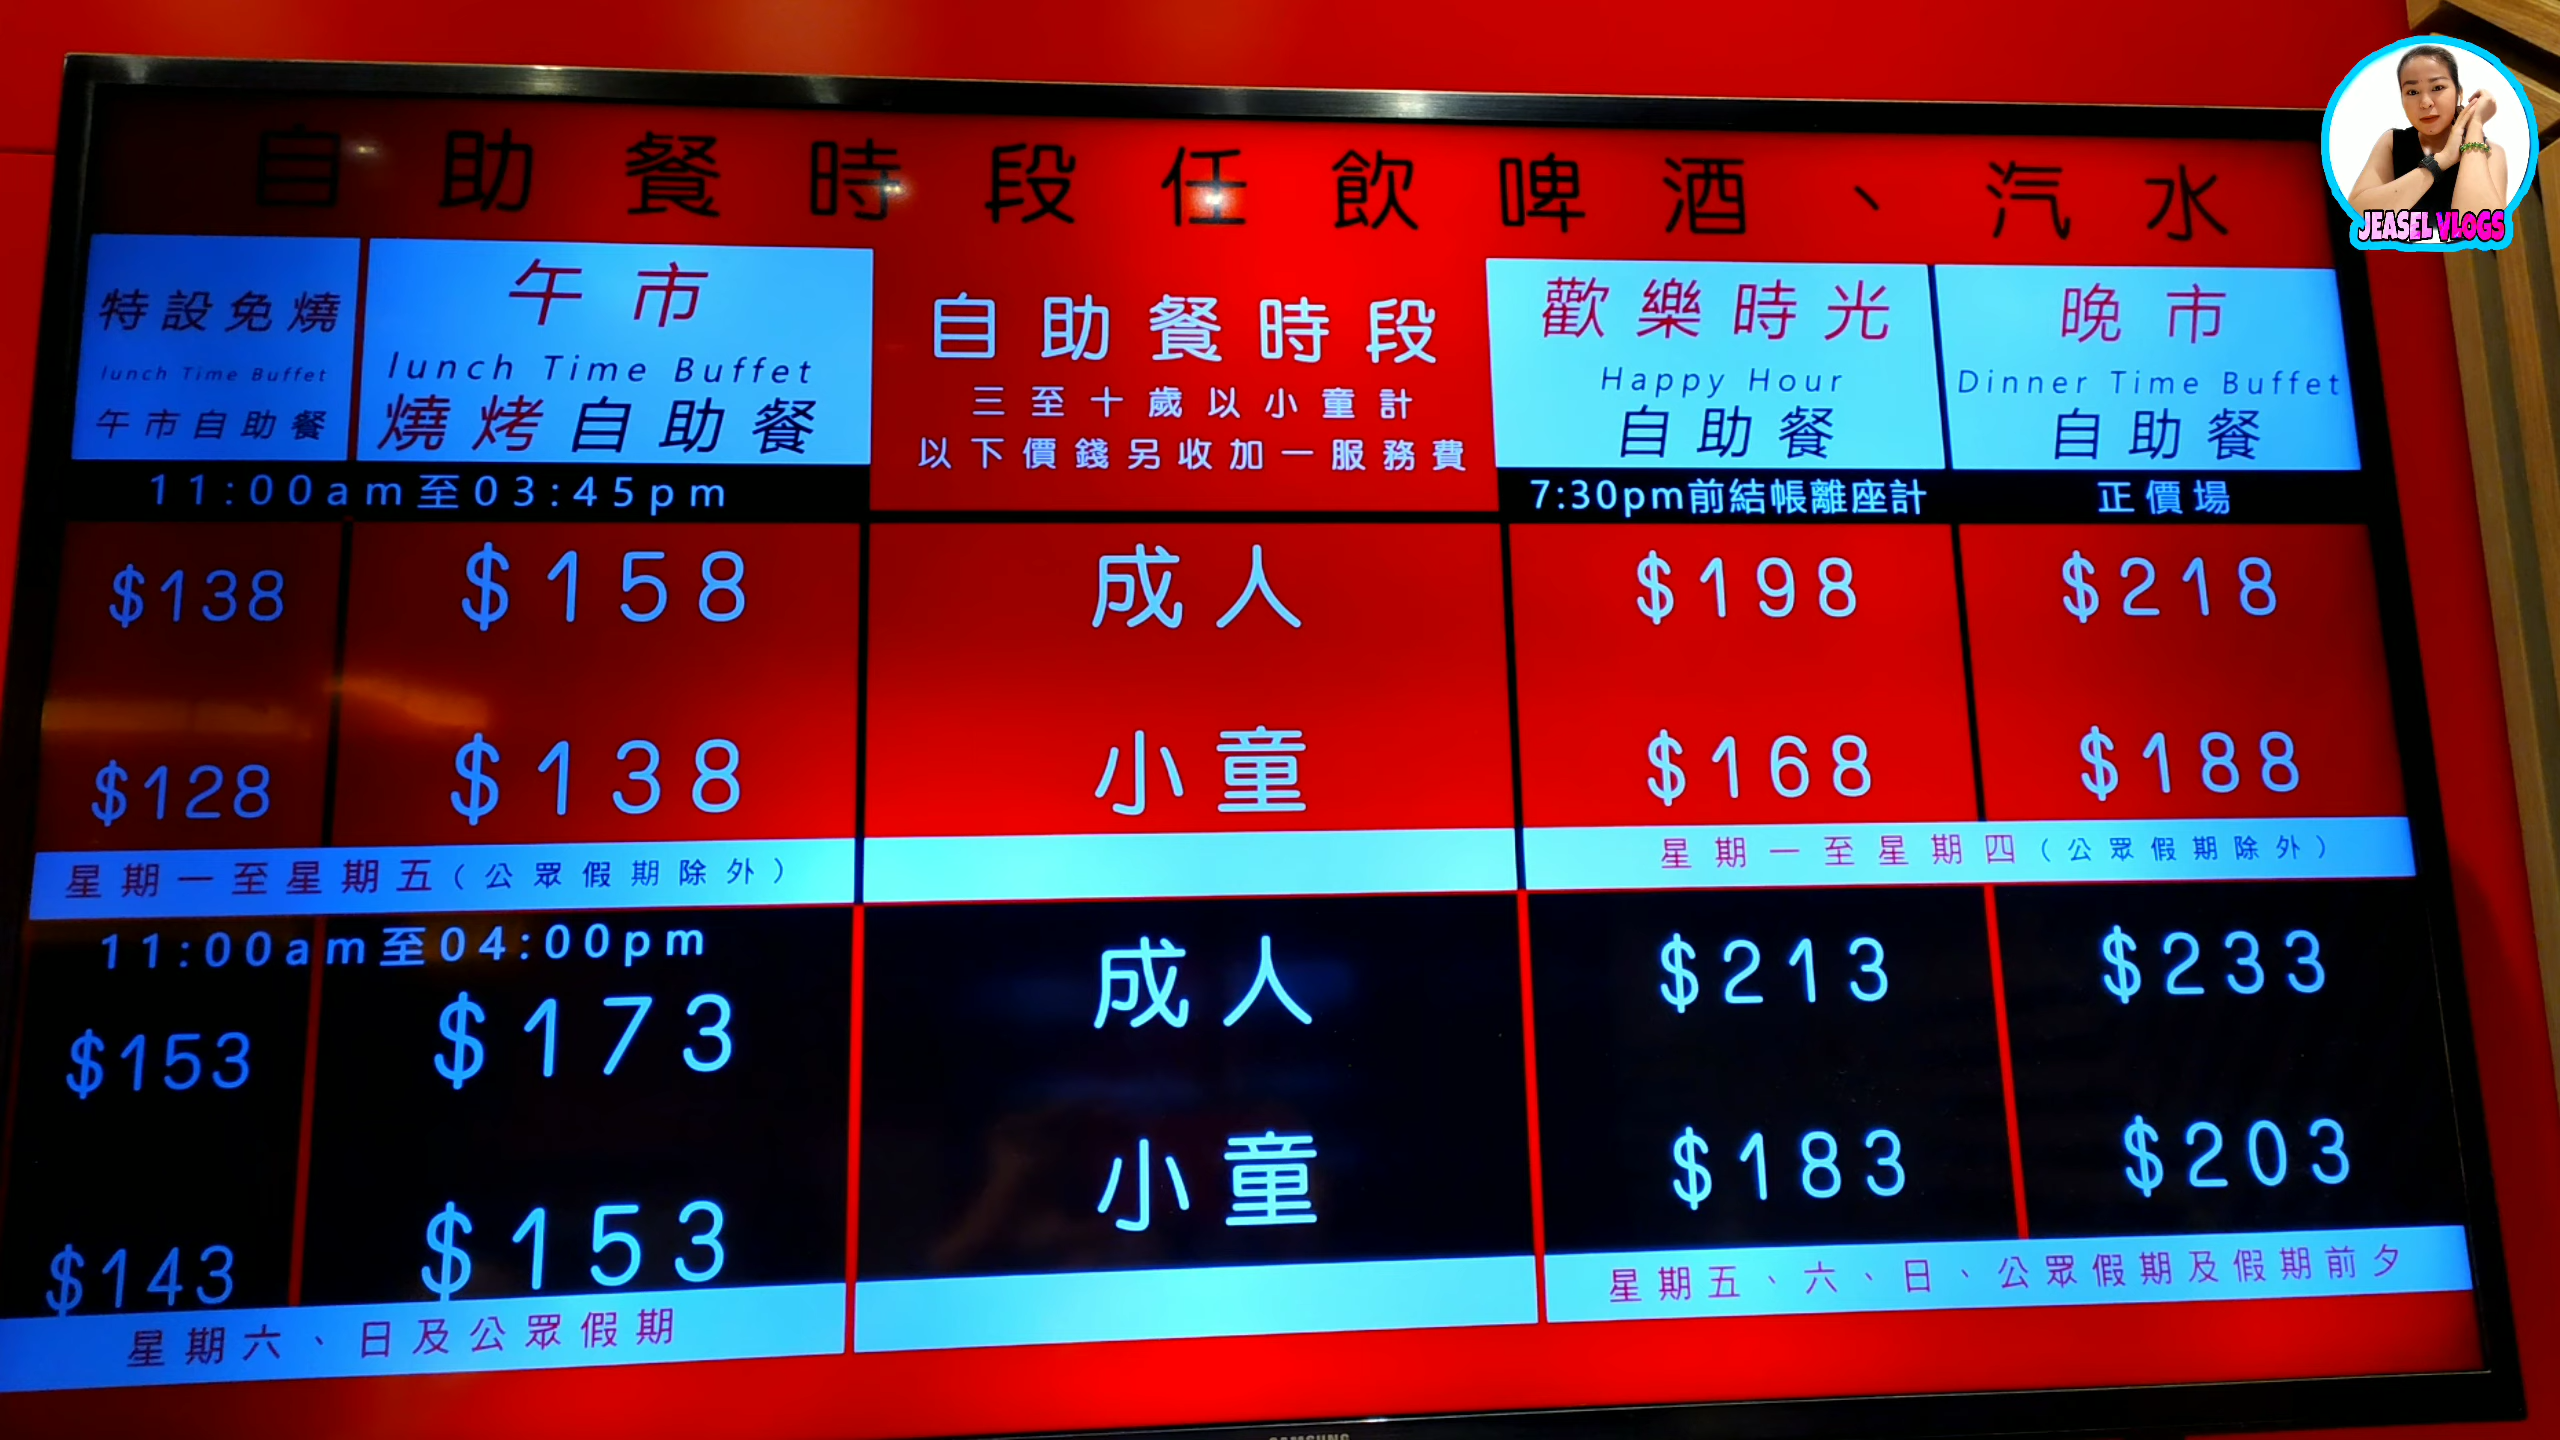 自助餐時段任飲啤酒、汽水
JEASEL VLOGS
特設免燒
lunch Time Buffet
午市自助餐
午市
lunch Time Buffet
燒烤自助餐
自助餐時段
三至十歲以小童計
以下價錢另收加一服務費
歡樂時光
Happy Hour
自助餐
晚市
Dinner Time Buffet
自助餐
11:00am至03:45pm
7:30pm前結帳離座計
正價場
$138
$158
成人
$198
$218
$128
$138
小童
$168
$188
星期一至星期五(公眾假期除外)
星期一至星期四(公眾假期除外)
11:00am至04:00pm
$153
$173
成人
$213
$233
$143
$153
小童
$183
$203
星期六、日及公眾假期
星期五、六、日、公眾假期及假期前夕
SAMSUNG